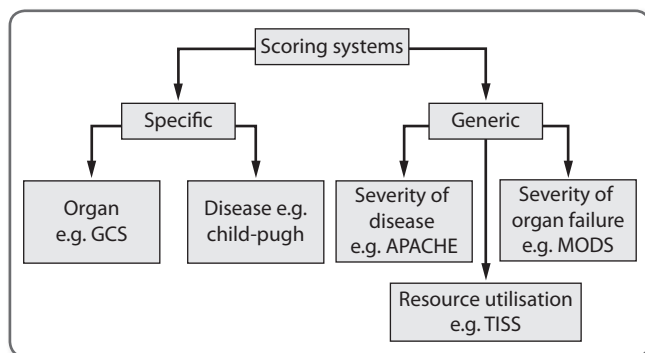 Scoring systems
Specific
Generic
Organ
e.g. GCS
Disease e.g.
child-pugh
Severity of
disease
e.g. APACHE
Severity of
organ failure
e.g. MODS
Resource utilisation
e.g. TISS